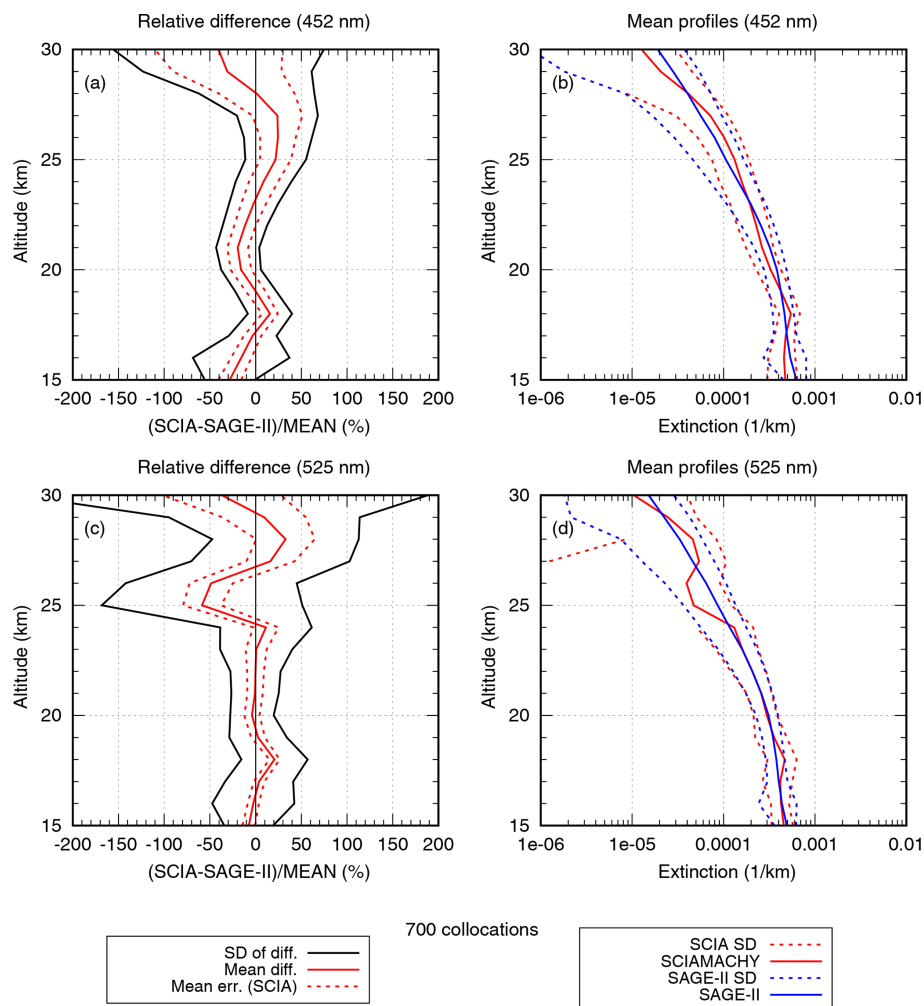 Relative difference (452 nm)
Mean profiles (452 nm)
30
25
20
15
Altitude (km)
(a)
-200 -150 -100 -50 0 50 100 150 200
(SCIA-SAGE-II)/MEAN (%)
30
25
20
15
Altitude (km)
(b)
1e-06 1e-05 0.0001 0.001 0.01
Extinction (1/km)
Relative difference (525 nm)
Mean profiles (525 nm)
30
25
20
15
Altitude (km)
(c)
-200 -150 -100 -50 0 50 100 150 200
(SCIA-SAGE-II)/MEAN (%)
30
25
20
15
Altitude (km)
(d)
1e-06 1e-05 0.0001 0.001 0.01
Extinction (1/km)
700 collocations
SD of diff.
Mean diff.
Mean err. (SCIA)
SCIA SD
SCIAMACHY
SAGE-II SD
SAGE-II